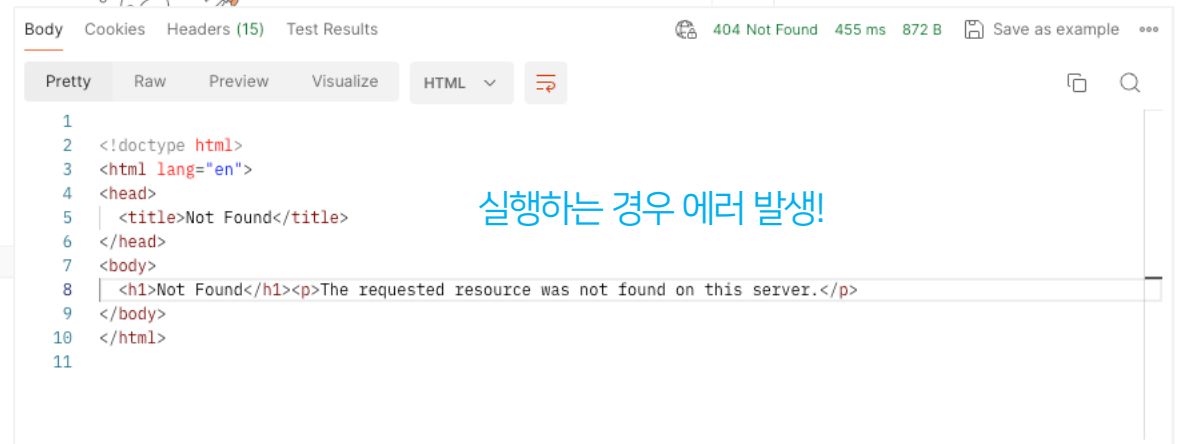 Body Cookies Headers (15) Test Results 404 Not Found 455 ms 872 B Save as example
Pretty Raw Preview Visualize HTML
1
2 <!doctype html>
3 <html lang="en">
4 <head>
실행하는 경우 에러 발생!
5 <title>Not Found</title>
6 </head>
7 <body>
8 <h1>Not Found</h1><p>The requested resource was not found on this server.</p>
9 </body>
10 </html>
11